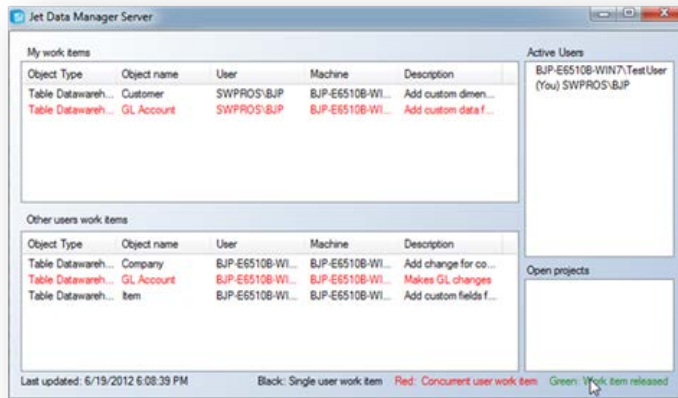 Jet Data Manager Server
My work items
Object Type Object name User Machine Description
Table Datawareh... Customer SWPROS\BJP BJP-E6510B-WI... Add custom dimen...
Table Datawareh... GL Account SWPROS\BJP BJP-E6510B-WI... Add custom data f...
Active Users
BJP-E6510B-WIN7\TestUser
(You) SWPROS\BJP
Other users work items
Object Type Object name User Machine Description
Table Datawareh... Company BJP-E6510B-WI... BJP-E6510B-WI... Add change for co...
Table Datawareh... GL Account BJP-E6510B-WI... BJP-E6510B-WI... Makes GL changes
Table Datawareh... Item BJP-E6510B-WI... BJP-E6510B-WI... Add custom fields f...
Open projects
Last updated: 6/19/2012 6:08:39 PM Black: Single user work item Red: Concurrent user work item Green: Work item released